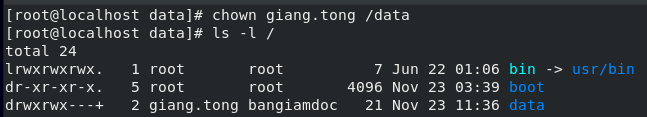 [root@localhost data]# chown giang.tong /data
[root@localhost data]# ls -l /
total 24
lrwxrwxrwx.   1 root       root             7 Jun 22 01:06 bin -> usr/bin
dr-xr-xr-x.   5 root       root          4096 Nov 23 03:39 boot
drwxrwx---+   2 giang.tong bangiamdoc      21 Nov 23 11:36 data